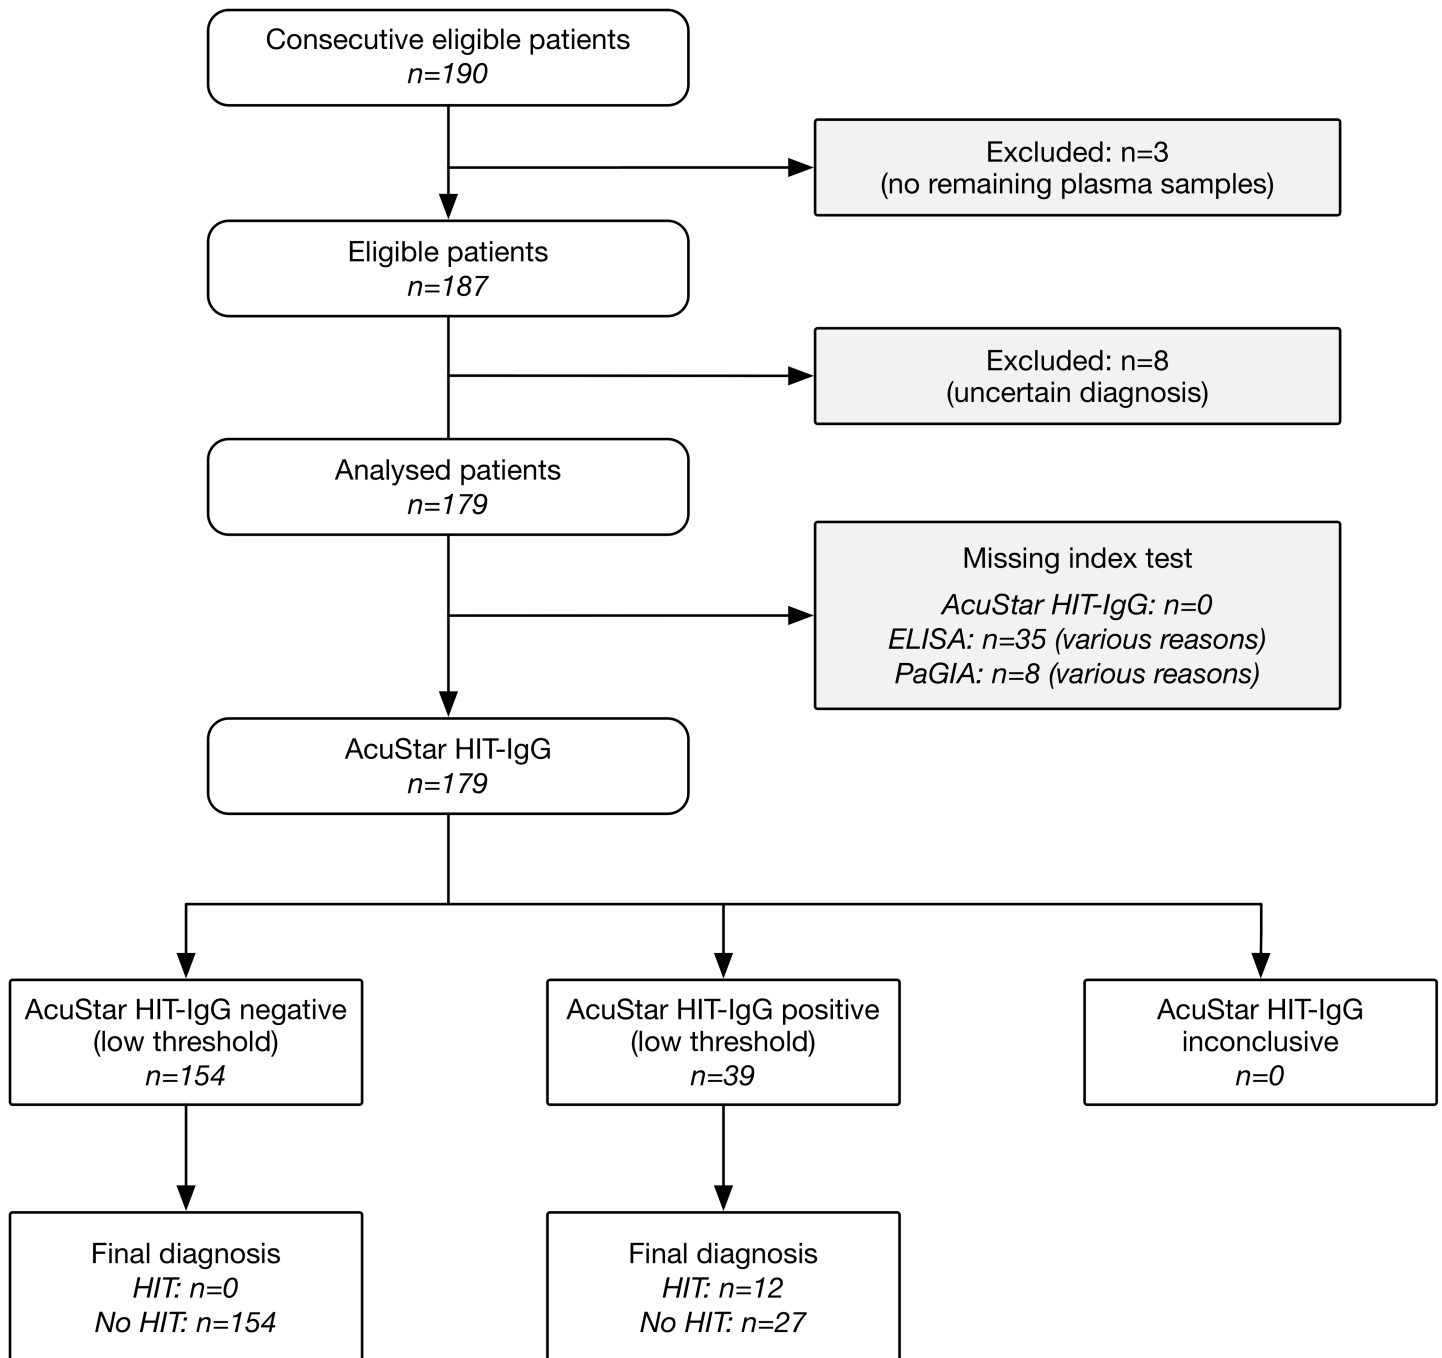 Consecutive eligible patients
n=190
Excluded: n=3
(no remaining plasma samples)
Eligible patients
n=187
Excluded: n=8
(uncertain diagnosis)
Analysed patients
n=179
Missing index test
AcuStar HIT-IgG: n=0
ELISA: n=35 (various reasons)
PaGIA: n=8 (various reasons)
AcuStar HIT-IgG
n=179
AcuStar HIT-IgG negative
(low threshold)
n=154
AcuStar HIT-IgG positive
(low threshold)
n=39
AcuStar HIT-IgG
inconclusive
n=0
Final diagnosis
HIT: n=0
No HIT: n=154
Final diagnosis
HIT: n=12
No HIT: n=27